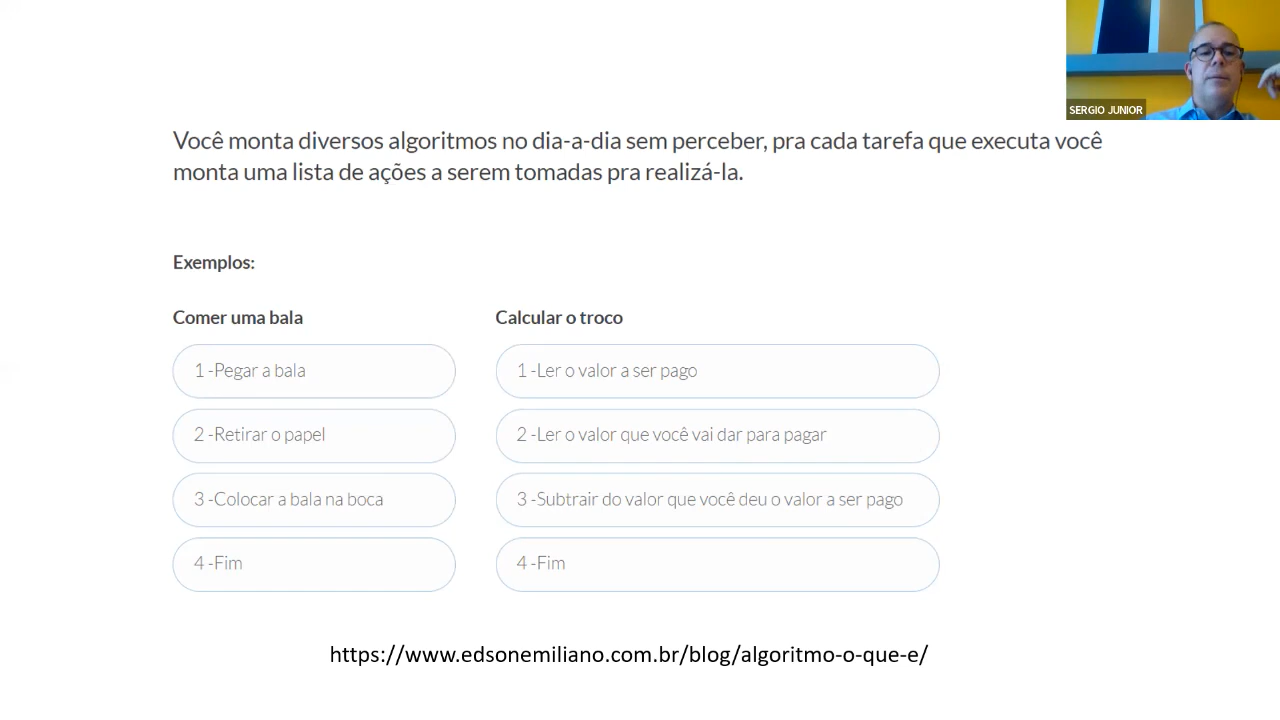 SERGIO JUNIOR
Você monta diversos algoritmos no dia-a-dia sem perceber, pra cada tarefa que executa você
monta uma lista de ações a serem tomadas pra realizá-la.
Exemplos:
Comer uma bala
1 -Pegar a bala
2 -Retirar o papel
3 -Colocar a bala na boca
4 -Fim
Calcular o troco
1 -Ler o valor a ser pago
2 -Ler o valor que você vai dar para pagar
3 -Subtrair do valor que você deu o valor a ser pago
4 -Fim
https://www.edsonemiliano.com.br/blog/algoritmo-o-que-e/